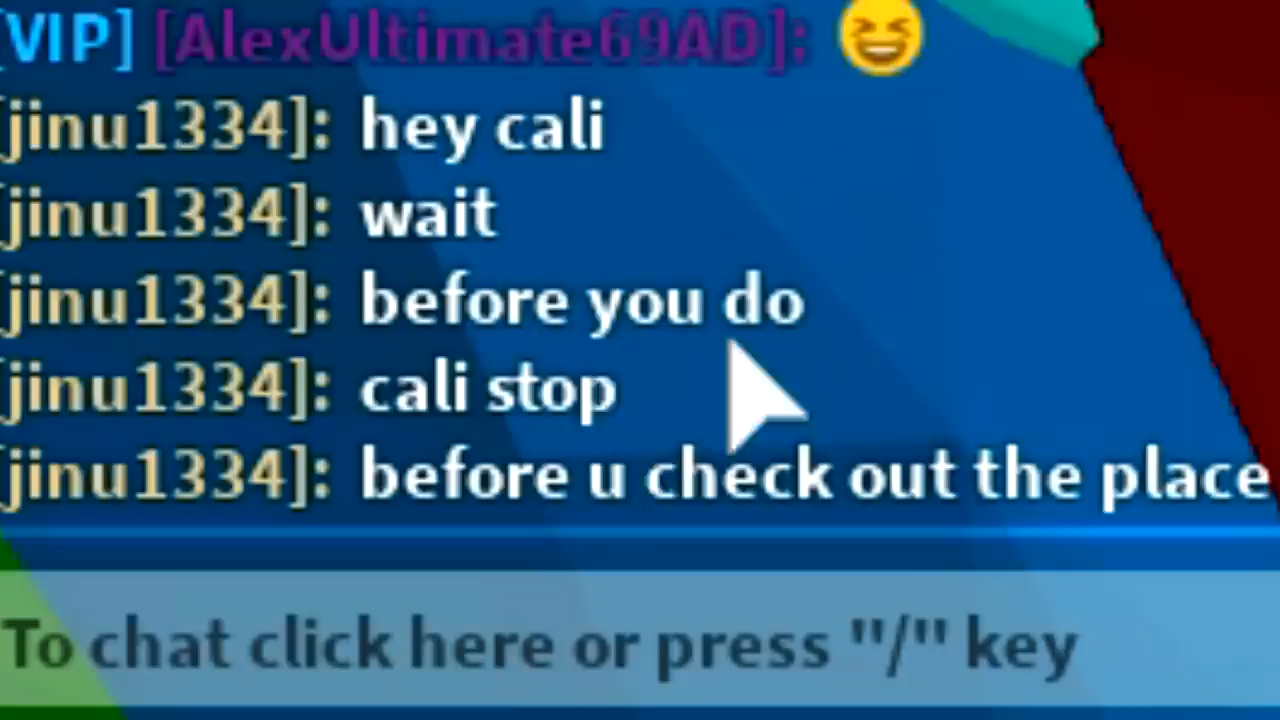 [VIP] [AlexUltimate69AD]: 😆
[jinu1334]: hey cali
[jinu1334]: wait
[jinu1334]: before you do
[jinu1334]: cali stop
[jinu1334]: before u check out the place
To chat click here or press "/" key